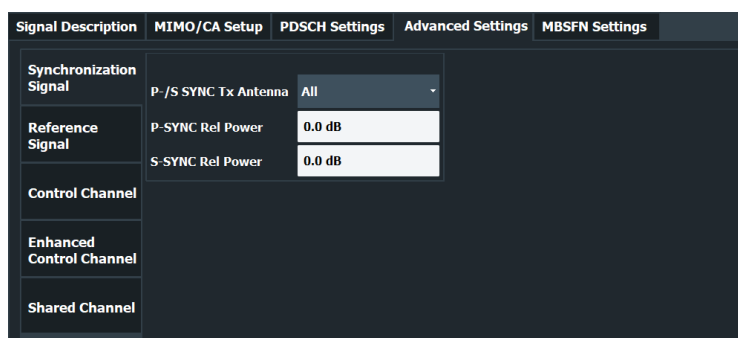 Signal Description MIMO/CA Setup PDSCH Settings Advanced Settings MBSFN Settings
Synchronization
Signal
P-/S SYNC Tx Antenna All
Reference
Signal
P-SYNC Rel Power 0.0 dB
S-SYNC Rel Power 0.0 dB
Control Channel
Enhanced
Control Channel
Shared Channel